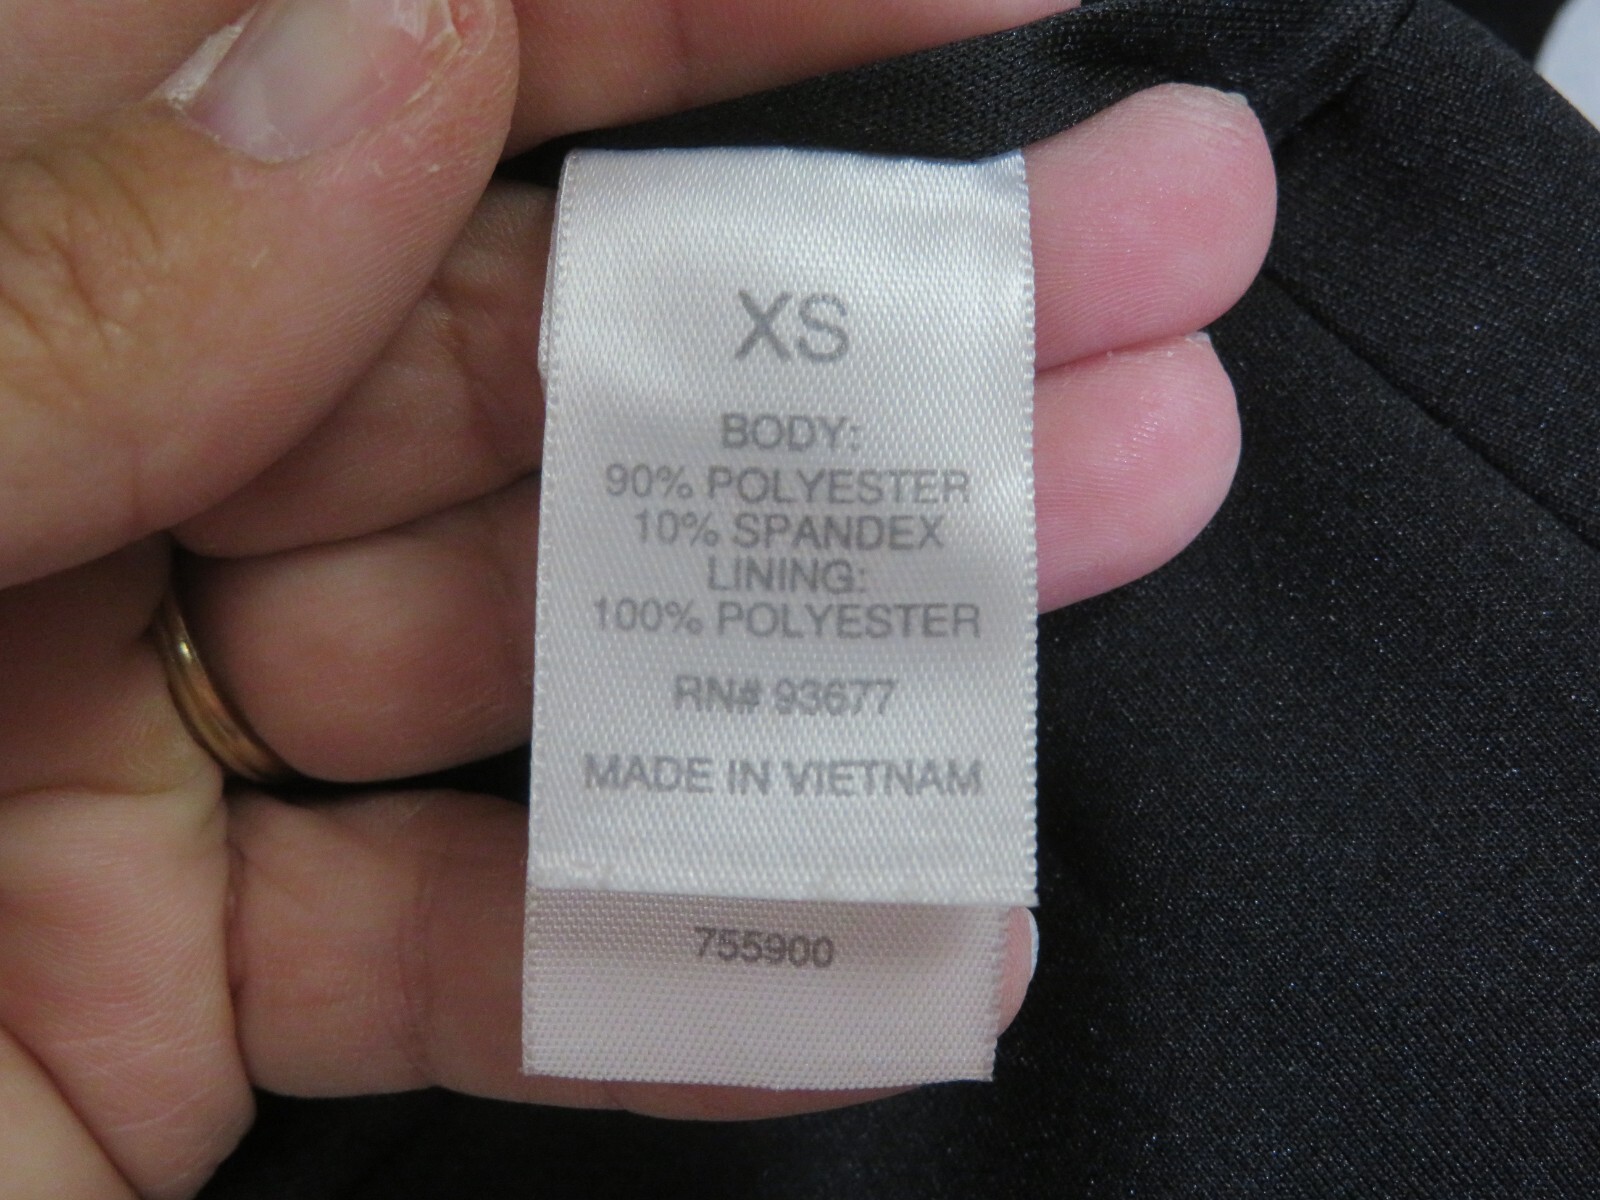 XS
BODY:
90% POLYESTER
10% SPANDEX
LINING:
100% POLYESTER
RN# 93677
MADE IN VIETNAM
755900